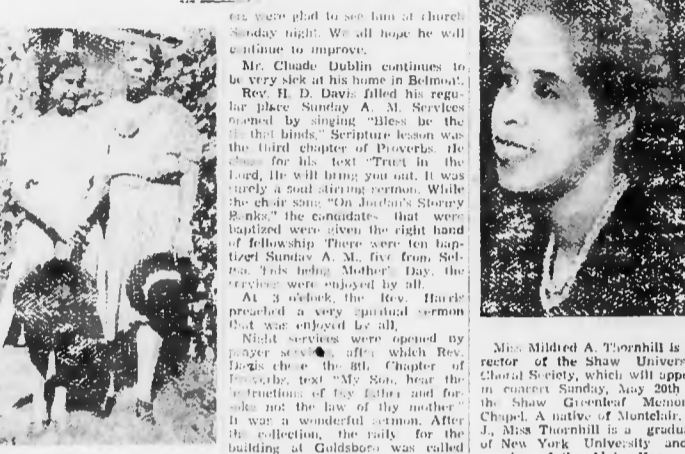 were glad to see him at church
Sunday night. We all hope he will
continue to improve.
Mr. Cluade Dublin continues to
be very sick at his home in Belmont.
Rev. H. D. Davis filled his regu-
lar place Sunday A. M. Services
opened by singing "Bless be the
tie that binds," Scripture lesson was
the third chapter of Proverbs. He
for his text "Trust in the
Lord, He will bring you out. It was
surely a soul stirring sermon. While
the choir sang "On Jordan's Stormy
Banks," the candidates that were
baptized were given the right hand
of fellowship There were ten bap-
tized Sunday A. M., five from Sel-
ma. This being Mother's Day, the
services were enjoyed by all.
At 3 o'clock, the Rev. Harris
preached a very spiritual sermon
that was enjoyed by all.
Night services were opened by
prayer after which Rev.
Davis chose the 8th. Chapter of
Proverbs, text "My Son, hear the
instructions of thy father and for-
sake not the law of thy mother"
It was a wonderful sermon. After
the collection, the rally for the
building at Goldsboro was called
Miss Mildred A. Thornhill is
rector of the Shaw Univers
Choral Society, which will appe
in concert Sunday, May 20th
the Shaw Greenleaf Memor
Chapel. A native of Montclair,
J., Miss Thornhill is a gradua
of New York University and